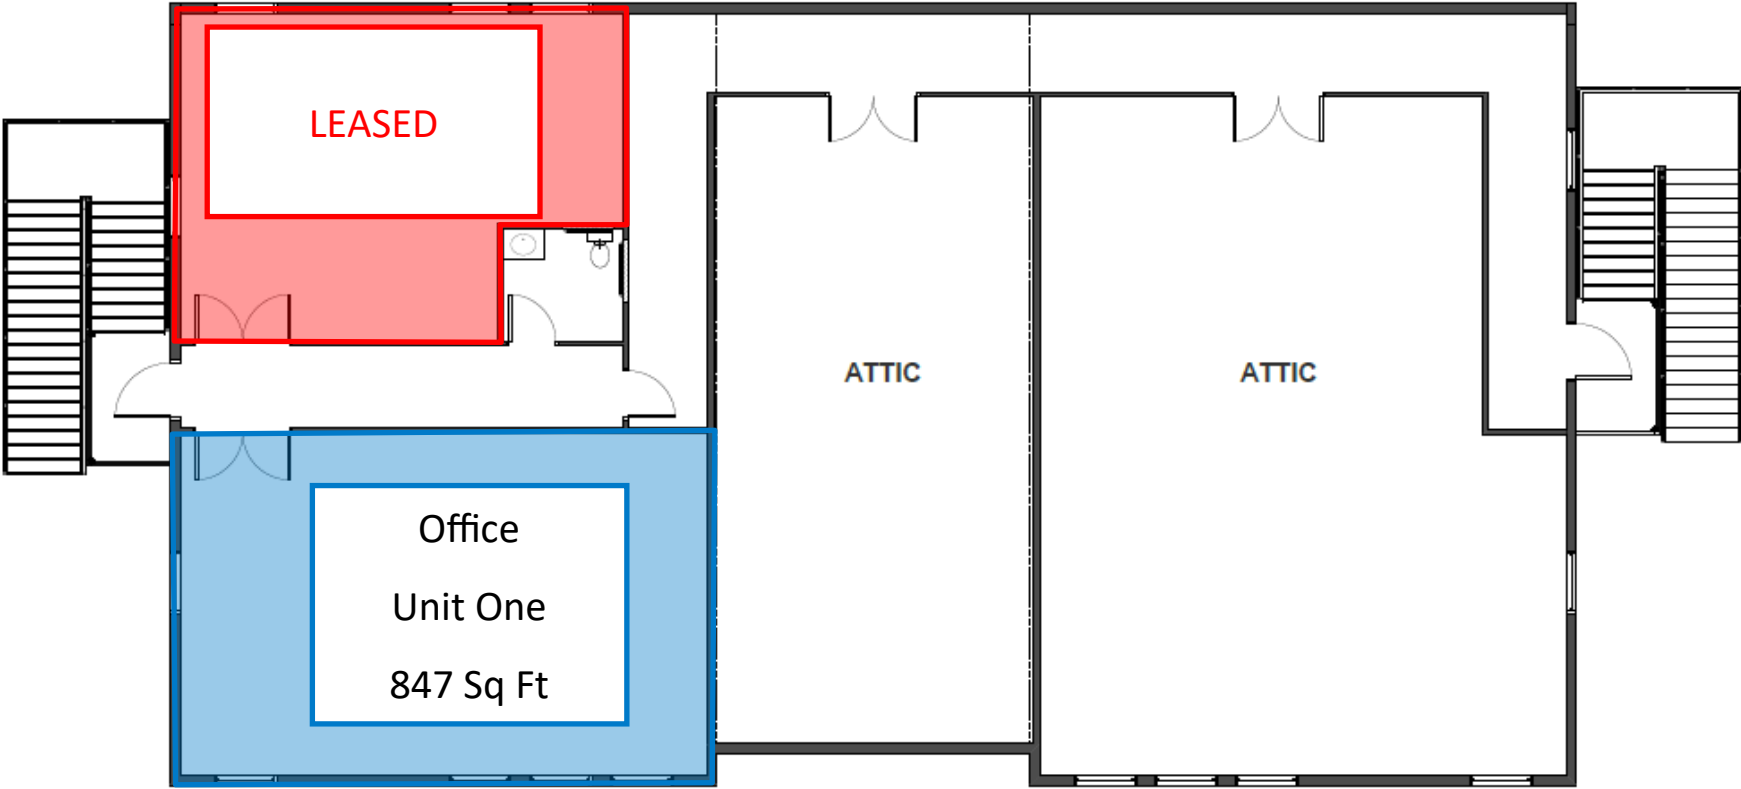 LEASED
ATTIC
ATTIC
Office
Unit One
847 Sq Ft